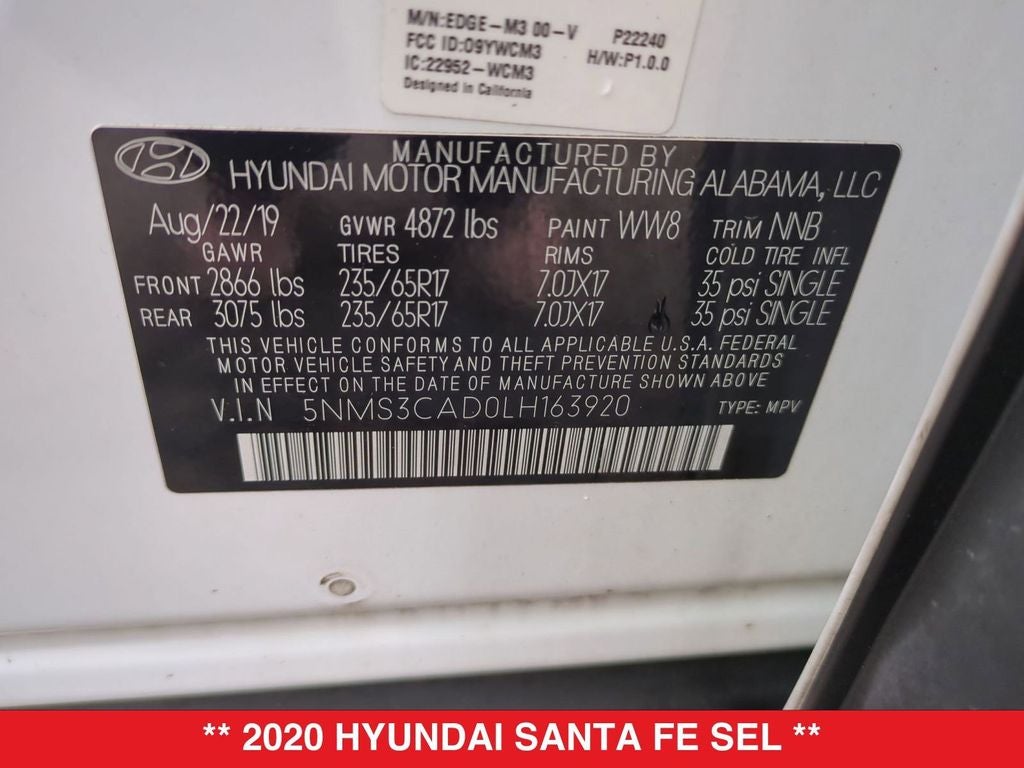 M/N:EDGE-M3 00-V P22240
FCC ID:O9YWCM3 H/W:P1.0.0
IC:22952-WCM3
Designed in California
MANUFACTURED BY
HYUNDAI MOTOR MANUFACTURING ALABAMA, LLC
Aug/22/19 GVWR 4872 lbs PAINT WW8 TRIM NNB
GAWR TIRES RIMS COLD TIRE INFL
FRONT 2866 lbs 235/65R17 7.0JX17 35 psi SINGLE
REAR 3075 lbs 235/65R17 7.0JX17 35 psi SINGLE
THIS VEHICLE CONFORMS TO ALL APPLICABLE U.S.A. FEDERAL
MOTOR VEHICLE SAFETY AND THEFT PREVENTION STANDARDS
IN EFFECT ON THE DATE OF MANUFACTURE SHOWN ABOVE
V.I.N 5NMS3CAD0LH163920 TYPE: MPV
** 2020 HYUNDAI SANTA FE SEL **